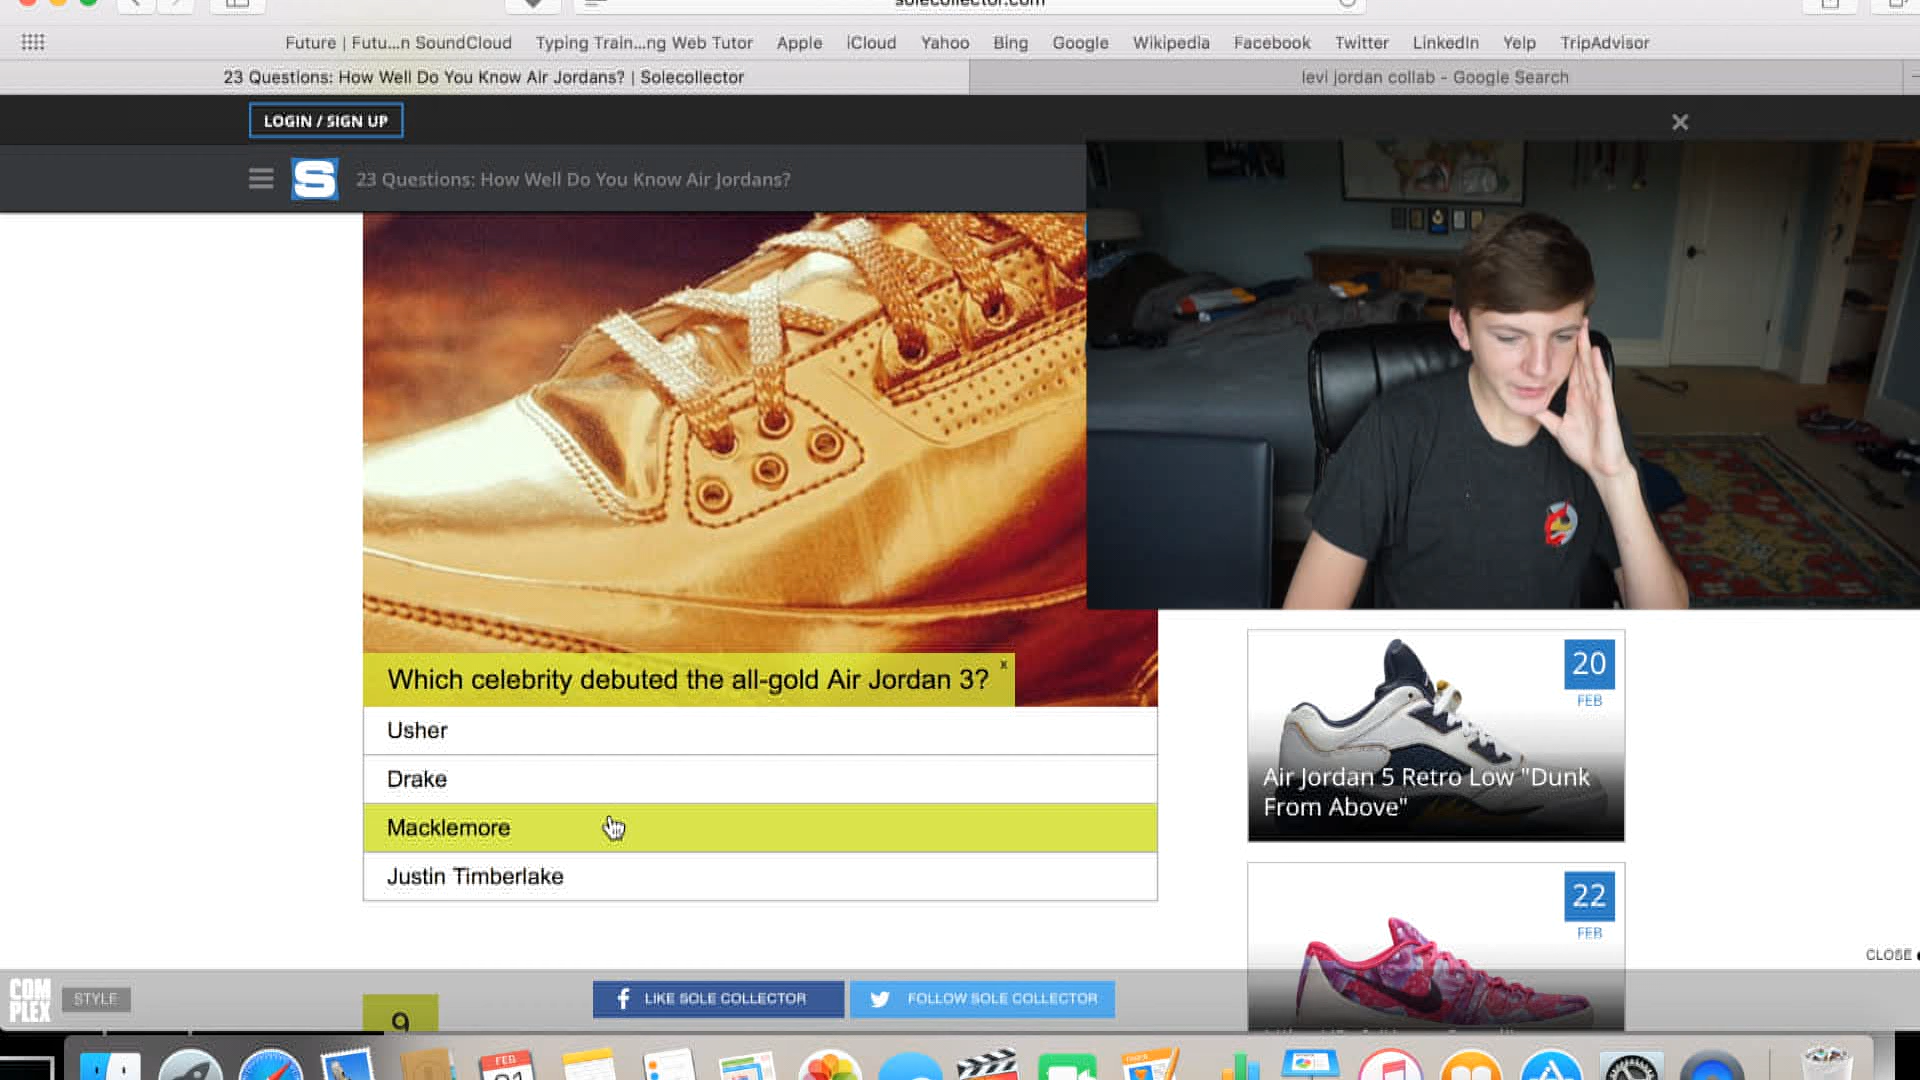 solecollector.com
Future | Futu...n SoundCloud Typing Train...ng Web Tutor Apple iCloud Yahoo Bing Google Wikipedia Facebook Twitter LinkedIn Yelp TripAdvisor
23 Questions: How Well Do You Know Air Jordans? | Solecollector
levi jordan collab - Google Search
LOGIN / SIGN UP
S 23 Questions: How Well Do You Know Air Jordans?
Which celebrity debuted the all-gold Air Jordan 3?
x
Usher
Drake
Macklemore
Justin Timberlake
20
FEB
Air Jordan 5 Retro Low "Dunk
From Above"
22
FEB
CLOSE
COM
PLEX
STYLE
9
LIKE SOLE COLLECTOR
FOLLOW SOLE COLLECTOR
FEB